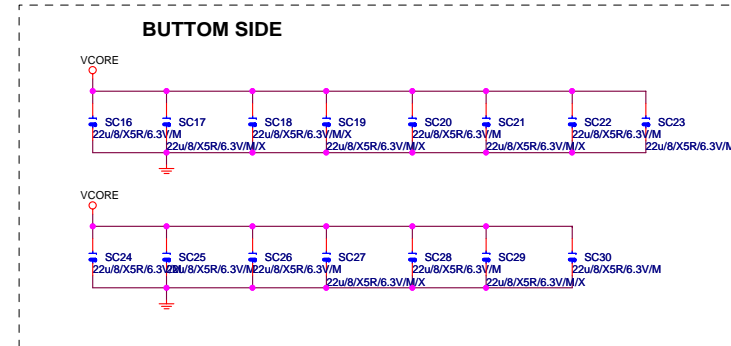 BUTTOM SIDE
VCORE
SC16 SC17 SC18 SC19 SC20 SC21 SC22 SC23
22u/8/X5R/6.3V/M 22u/8/X5R/6.3V/M/X 22u/8/X5R/6.3V/M 22u/8/X5R/6.3V/M
22u/8/X5R/6.3V/M/X 22u/8/X5R/6.3V/M/X 22u/8/X5R/6.3V/M/X 22u/8/X5R/6.3V/M
VCORE
SC24 SC25 SC26 SC27 SC28 SC29 SC30
22u/8/X5R/6.3V/M 22u/8/X5R/6.3V/M 22u/8/X5R/6.3V/M 22u/8/X5R/6.3V/M 22u/8/X5R/6.3V/M
22u/8/X5R/6.3V/M/X 22u/8/X5R/6.3V/M/X